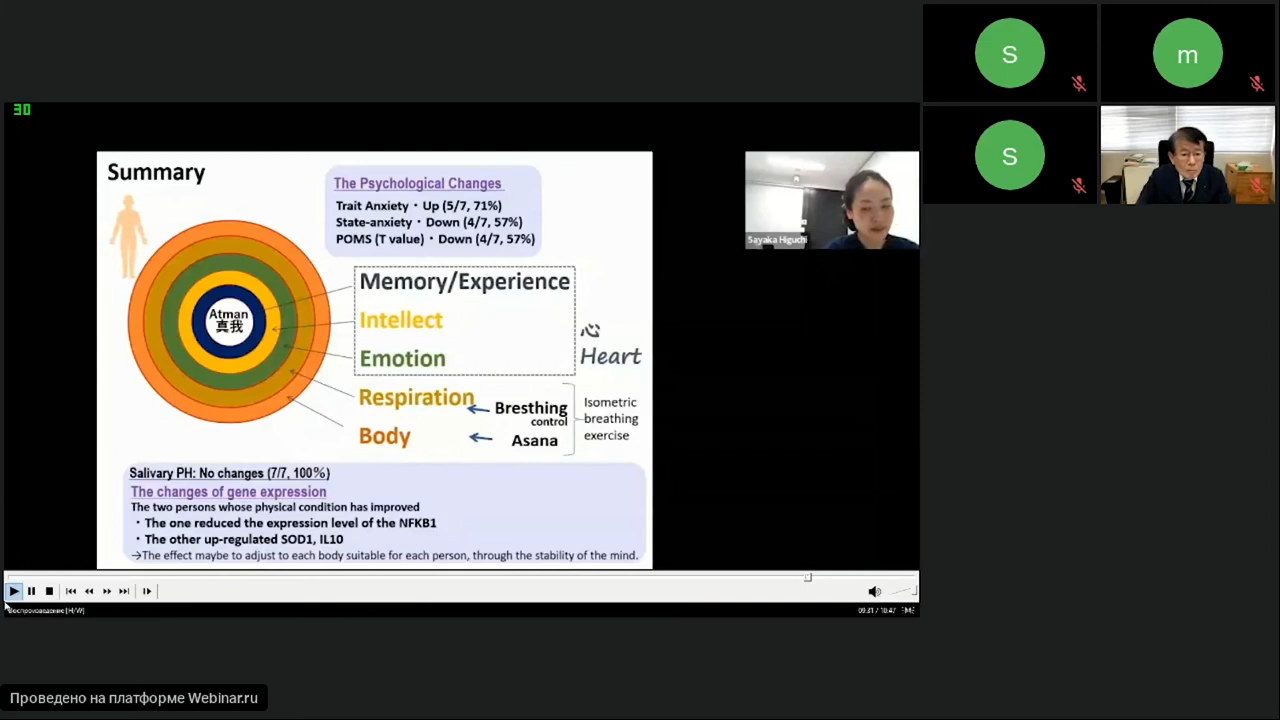 30
Summary
The Psychological Changes
Trait Anxiety・Up (5/7, 71%)
State-anxiety・Down (4/7, 57%)
POMS (T value)・Down (4/7, 57%)
Atman
真我
Memory/Experience
Intellect
Emotion
心
Heart
Respiration
Body
Bresthing
control
Asana
Isometric
breathing
exercise
Salivary PH: No changes (7/7, 100%)
The changes of gene expression
The two persons whose physical condition has improved
・The one reduced the expression level of the NFKB1
・The other up-regulated SOD1, IL10
→The effect maybe to adjust to each body suitable for each person, through the stability of the mind.
Sayaka Higuchi
S
m
S
Воспроизведение [H/W]
09:31 / 10:47
Проведено на платформе Webinar.ru